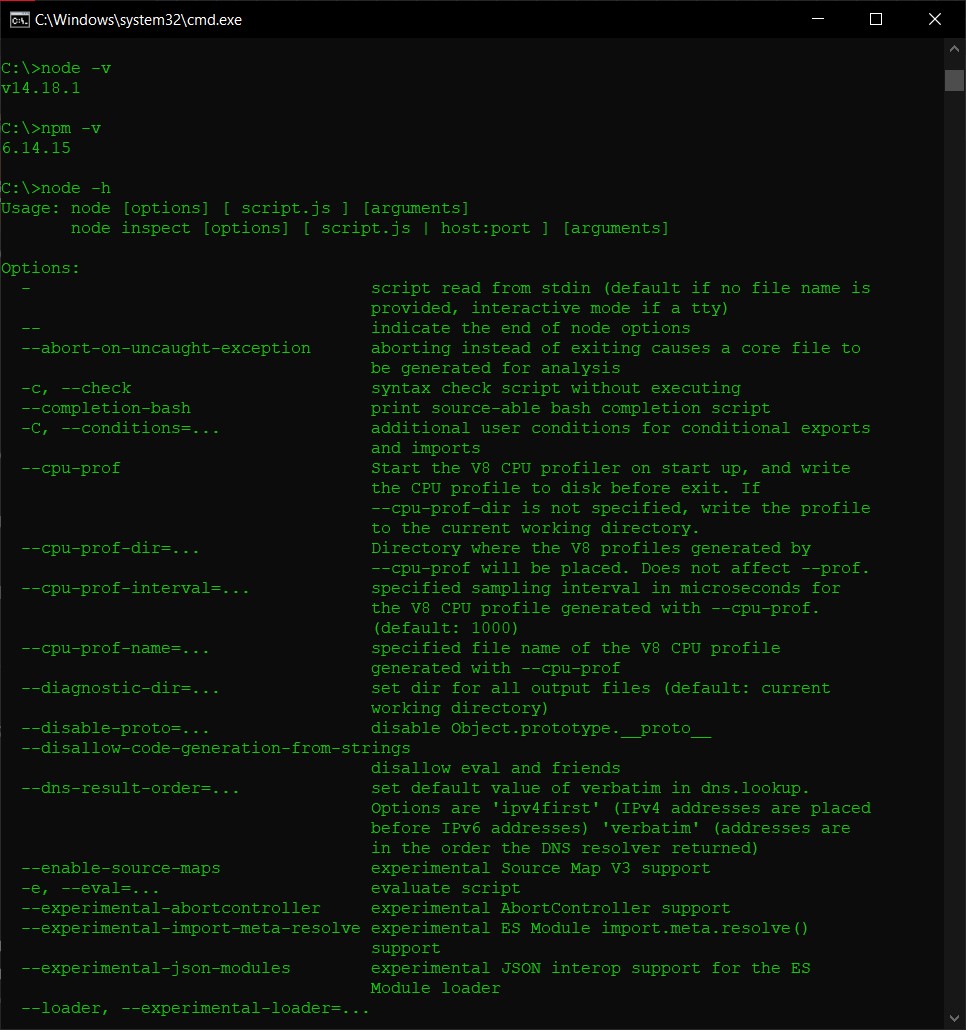 C:\Windows\system32\cmd.exe
C:\>node -v
v14.18.1
C:\>npm -v
6.14.15
C:\>node -h
Usage: node [options] [ script.js ] [arguments]
       node inspect [options] [ script.js | host:port ] [arguments]
Options:
  -                                  script read from stdin (default if no file name is
                                     provided, interactive mode if a tty)
  --                                 indicate the end of node options
  --abort-on-uncaught-exception      aborting instead of exiting causes a core file to
                                     be generated for analysis
  -c, --check                        syntax check script without executing
  --completion-bash                  print source-able bash completion script
  -C, --conditions=...               additional user conditions for conditional exports
                                     and imports
  --cpu-prof                         Start the V8 CPU profiler on start up, and write
                                     the CPU profile to disk before exit. If
                                     --cpu-prof-dir is not specified, write the profile
                                     to the current working directory.
  --cpu-prof-dir=...                 Directory where the V8 profiles generated by
                                     --cpu-prof will be placed. Does not affect --prof.
  --cpu-prof-interval=...            specified sampling interval in microseconds for
                                     the V8 CPU profile generated with --cpu-prof.
                                     (default: 1000)
  --cpu-prof-name=...                specified file name of the V8 CPU profile
                                     generated with --cpu-prof
  --diagnostic-dir=...               set dir for all output files (default: current
                                     working directory)
  --disable-proto=...                disable Object.prototype.__proto__
  --disallow-code-generation-from-strings
                                     disallow eval and friends
  --dns-result-order=...             set default value of verbatim in dns.lookup.
                                     Options are 'ipv4first' (IPv4 addresses are placed
                                     before IPv6 addresses) 'verbatim' (addresses are
                                     in the order the DNS resolver returned)
  --enable-source-maps               experimental Source Map V3 support
  -e, --eval=...                     evaluate script
  --experimental-abortcontroller     experimental AbortController support
  --experimental-import-meta-resolve experimental ES Module import.meta.resolve()
                                     support
  --experimental-json-modules        experimental JSON interop support for the ES
                                     Module loader
  --loader, --experimental-loader=...